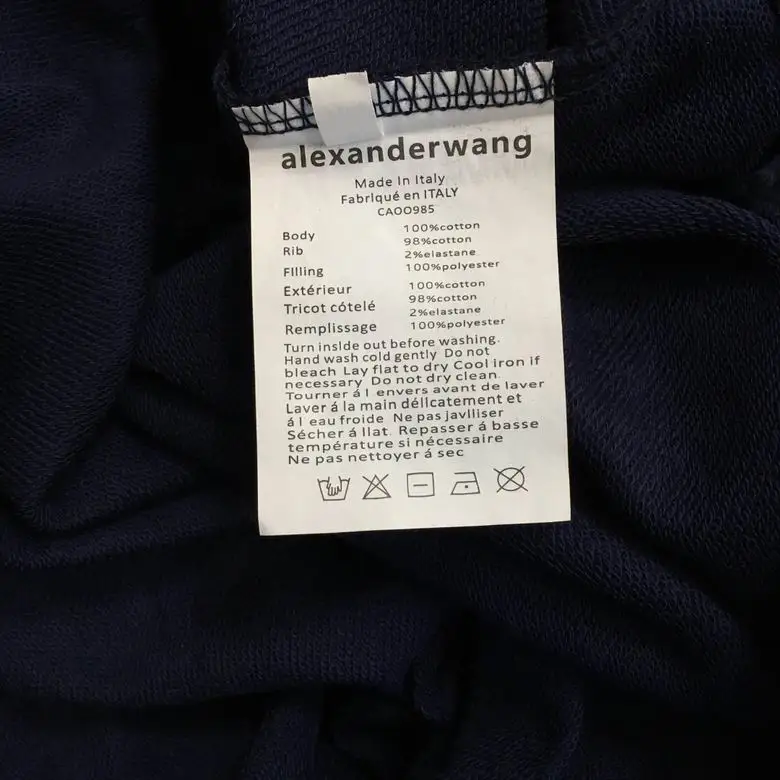 alexanderwang
Made In Italy
Fabriqué en ITALY
CAOO985
Body 100%cotton
Rib 98%cotton
2%elastane
FIlling 100%polyester
Extérieur 100%cotton
Tricot côtelé 98%cotton
2%elastane
Remplissage 100%polyester
Turn insIde out before washing.
Hand wash cold gently Do not
bleach Lay flat to dry Cool iron if
necessary Do not dry clean.
Tourner á l envers avant de laver
Laver á la main délIcatement et
á l eau froide Ne pas javIliser
Sécher á llat. Repasser á basse
température si nécessaire
Ne pas nettoyer á sec